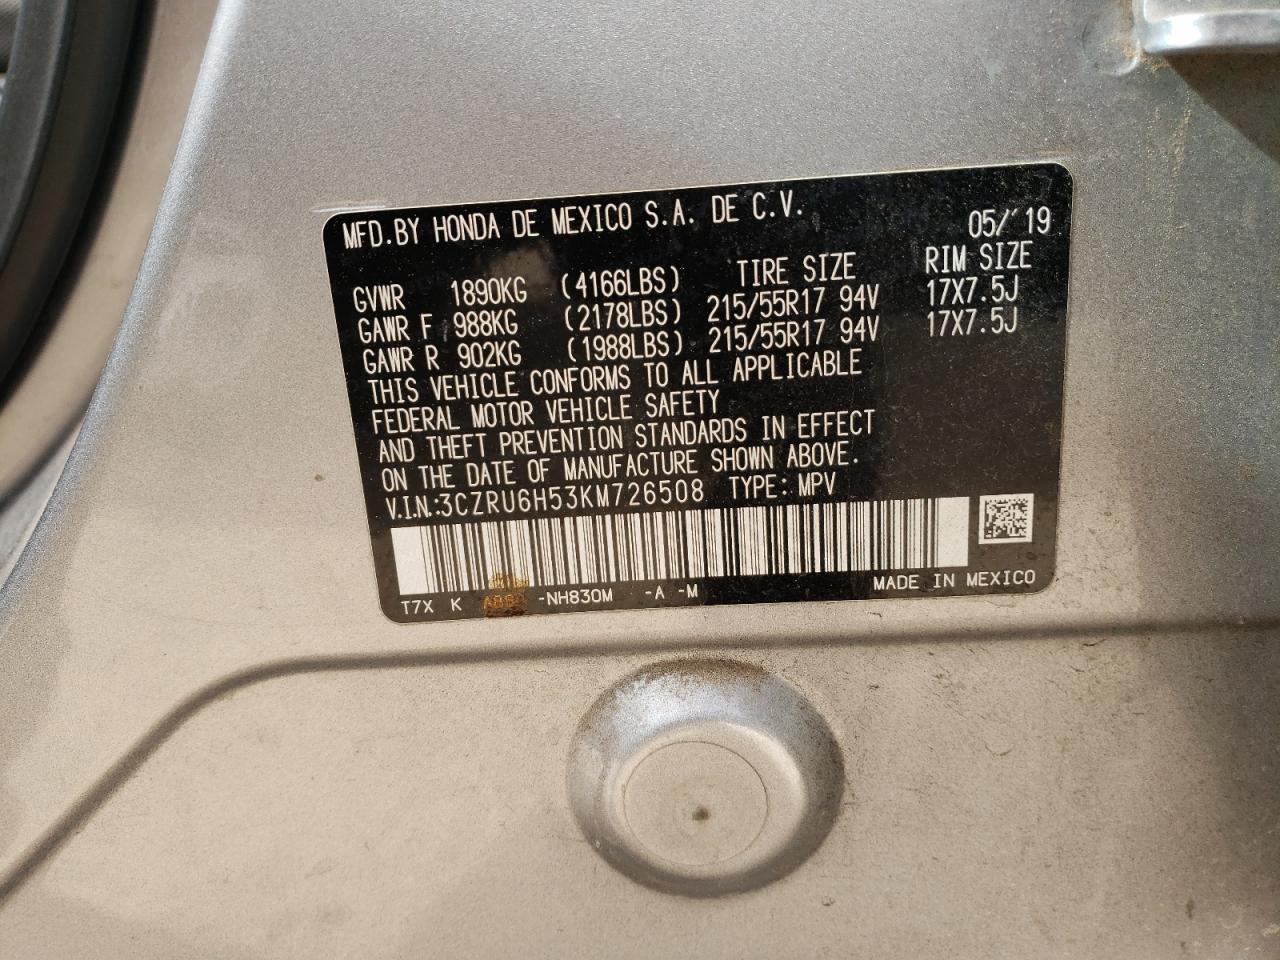 MFD.BY HONDA DE MEXICO S.A. DE C.V. 05/'19
TIRE SIZE RIM SIZE
GVWR 1890KG (4166LBS)
GAWR F 988KG (2178LBS) 215/55R17 94V 17X7.5J
GAWR R 902KG (1988LBS) 215/55R17 94V 17X7.5J
THIS VEHICLE CONFORMS TO ALL APPLICABLE
FEDERAL MOTOR VEHICLE SAFETY
AND THEFT PREVENTION STANDARDS IN EFFECT
ON THE DATE OF MANUFACTURE SHOWN ABOVE.
V.I.N.:3CZRU6H53KM726508 TYPE: MPV
T7X K -NH830M -A -M MADE IN MEXICO